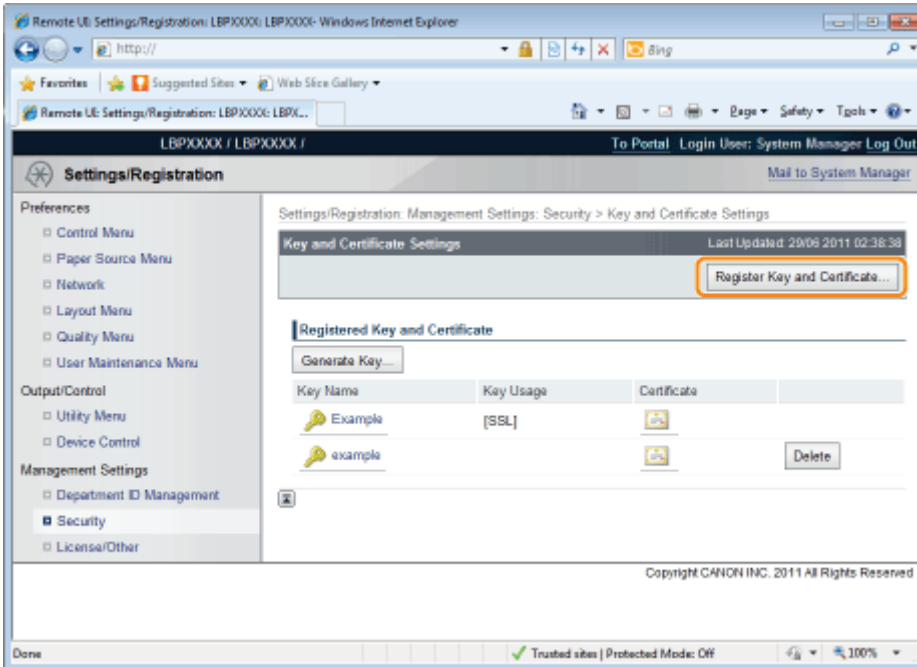 Remote UI: Settings/Registration: LBPXXXX: LBPXXXX - Windows Internet Explorer
http://
Bing
Favorites Suggested Sites Web Slice Gallery
Remote UI: Settings/Registration: LBPXXXX: LBPX... Page Safety Tools
LBPXXXX / LBPXXXX / To Portal Login User: System Manager Log Out
Settings/Registration Mail to System Manager
Preferences
Control Menu
Paper Source Menu
Network
Layout Menu
Quality Menu
User Maintenance Menu
Output/Control
Utility Menu
Device Control
Management Settings
Department ID Management
Security
License/Other
Settings/Registration: Management Settings: Security > Key and Certificate Settings
Key and Certificate Settings Last Updated: 29/06 2011 02:38:38
Register Key and Certificate...
Registered Key and Certificate
Generate Key...
Key Name Key Usage Certificate
Example [SSL]
example Delete
Copyright CANON INC. 2011 All Rights Reserved
Done Trusted sites | Protected Mode: Off 100%